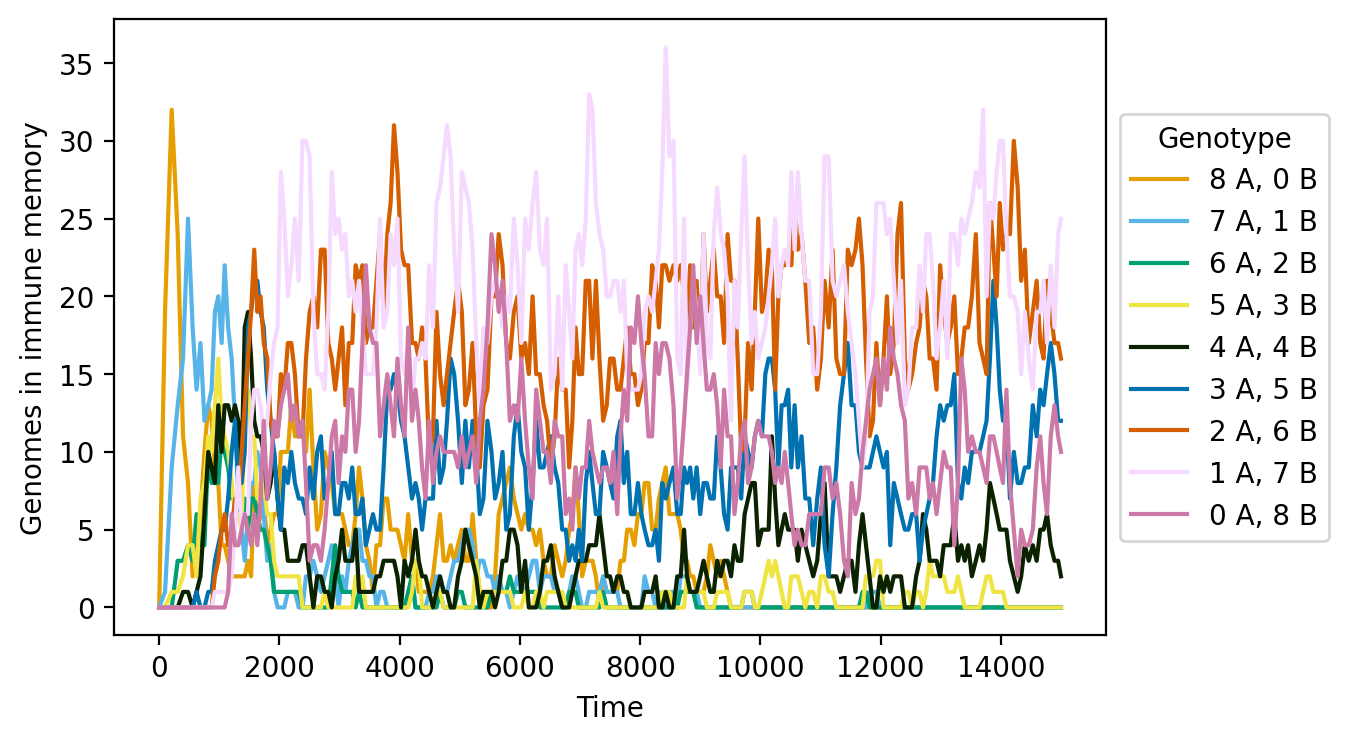 Genomes in immune memory
35
30
25
20
15
10
5
0
0 2000 4000 6000 8000 10000 12000 14000
Time
Genotype
8 A, 0 B
7 A, 1 B
6 A, 2 B
5 A, 3 B
4 A, 4 B
3 A, 5 B
2 A, 6 B
1 A, 7 B
0 A, 8 B